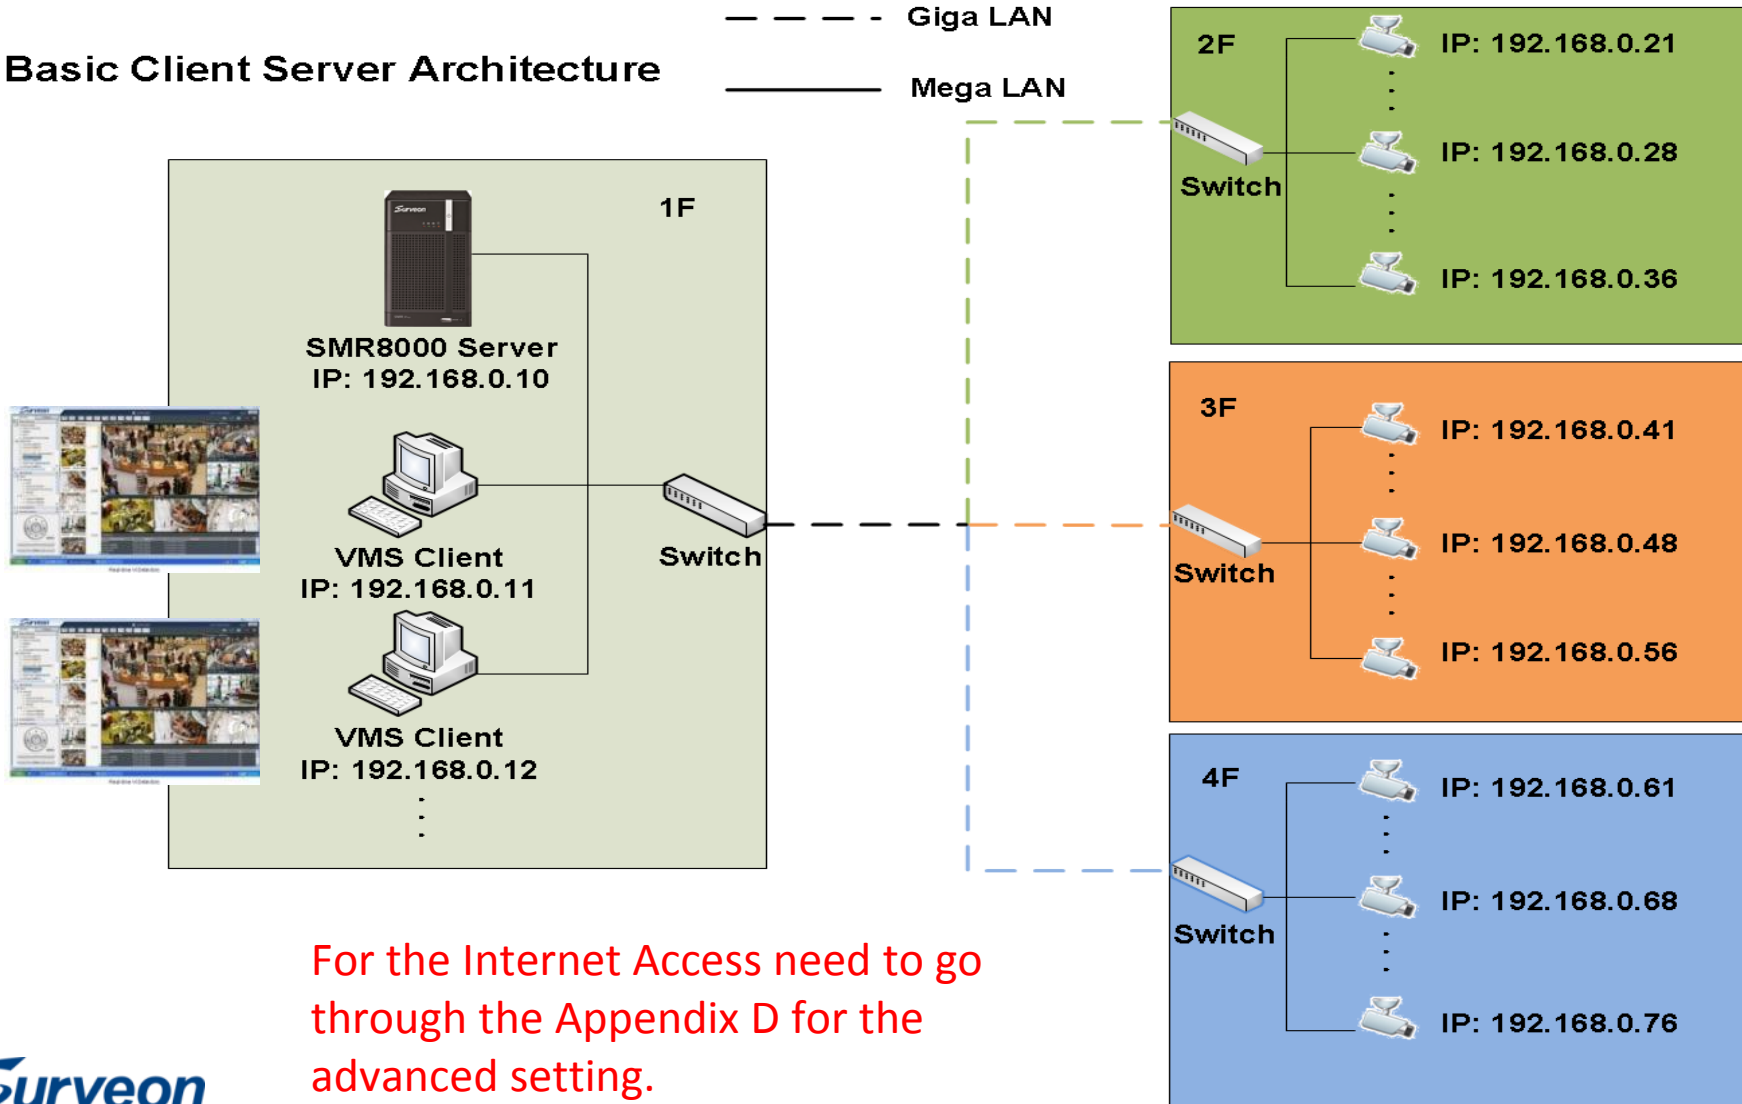 Giga LAN
Basic Client Server Architecture
Mega LAN
1F
Surveon
SMR8000 Server
IP: 192.168.0.10
VMS Client
IP: 192.168.0.11
VMS Client
IP: 192.168.0.12
Switch
2F
Switch
IP: 192.168.0.21
IP: 192.168.0.28
IP: 192.168.0.36
3F
Switch
IP: 192.168.0.41
IP: 192.168.0.48
IP: 192.168.0.56
4F
Switch
IP: 192.168.0.61
IP: 192.168.0.68
IP: 192.168.0.76
For the Internet Access need to go
through the Appendix D for the
advanced setting.
Surveon